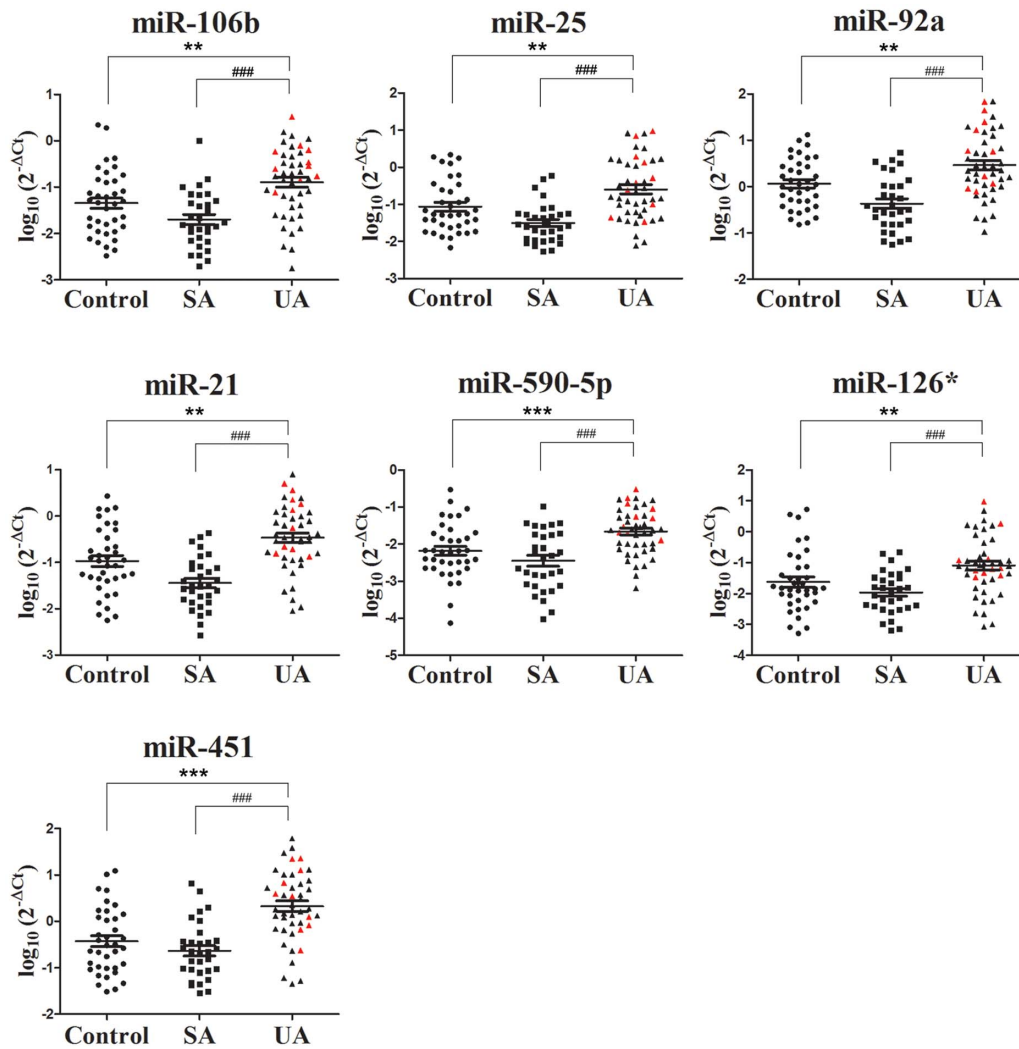 miR-106b
**
###
log10 (2-ΔCt)
1
0
-1
-2
-3
Control SA UA
miR-25
**
###
log10 (2-ΔCt)
2
1
0
-1
-2
-3
Control SA UA
miR-92a
**
###
log10 (2-ΔCt)
2
1
0
-1
-2
Control SA UA
miR-21
**
###
log10 (2-ΔCt)
1
0
-1
-2
-3
Control SA UA
miR-590-5p
***
###
log10 (2-ΔCt)
-0
-1
-2
-3
-4
-5
Control SA UA
miR-126*
**
###
log10 (2-ΔCt)
2
1
0
-1
-2
-3
-4
Control SA UA
miR-451
***
###
log10 (2-ΔCt)
2
1
0
-1
-2
Control SA UA